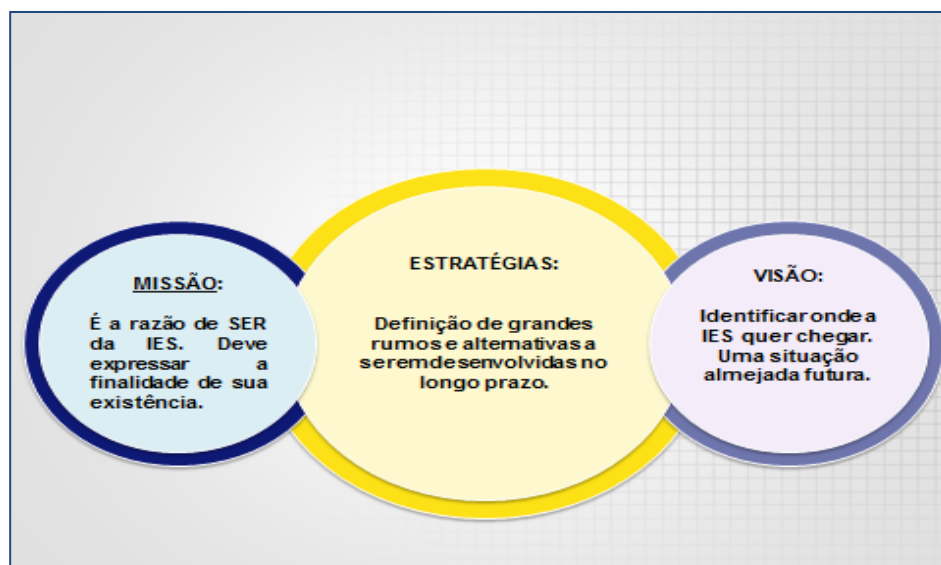 MISSÃO:
É a razão de SER
da IES. Deve
expressar a
finalidade de sua
existência.
ESTRATÉGIAS:
Definição de grandes
rumos e alternativas a
seremdesenvolvidas no
longo prazo.
VISÃO:
Identificar onde a
IES quer chegar.
Uma situação
almejada futura.